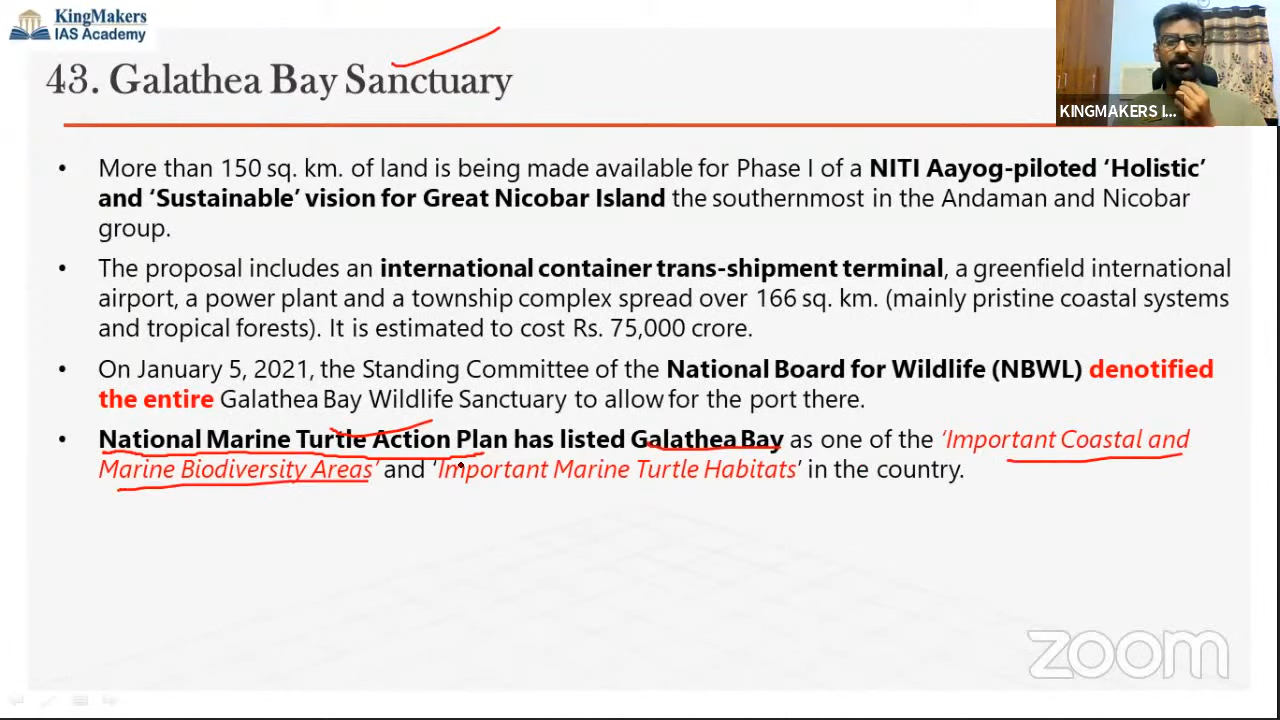 KingMakers
IAS Academy
KINGMAKERS I...
43. Galathea Bay Sanctuary
• More than 150 sq. km. of land is being made available for Phase I of a NITI Aayog-piloted ‘Holistic’
and ‘Sustainable’ vision for Great Nicobar Island the southernmost in the Andaman and Nicobar
group.
• The proposal includes an international container trans-shipment terminal, a greenfield international
airport, a power plant and a township complex spread over 166 sq. km. (mainly pristine coastal systems
and tropical forests). It is estimated to cost Rs. 75,000 crore.
• On January 5, 2021, the Standing Committee of the National Board for Wildlife (NBWL) denotified
the entire Galathea Bay Wildlife Sanctuary to allow for the port there.
• National Marine Turtle Action Plan has listed Galathea Bay as one of the ‘Important Coastal and
Marine Biodiversity Areas’ and ‘Important Marine Turtle Habitats’ in the country.
zoom